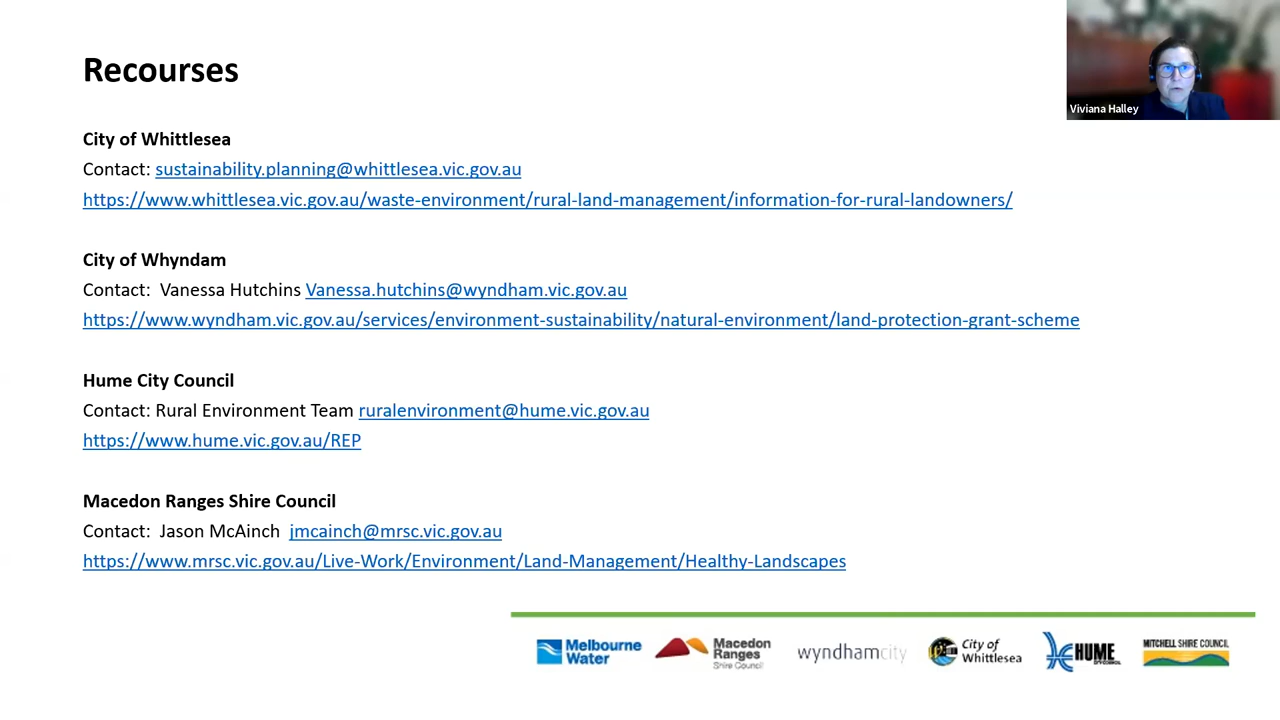 Recourses
Viviana Halley
City of Whittlesea
Contact: sustainability.planning@whittlesea.vic.gov.au
https://www.whittlesea.vic.gov.au/waste-environment/rural-land-management/information-for-rural-landowners/
City of Whyndam
Contact:  Vanessa Hutchins Vanessa.hutchins@wyndham.vic.gov.au
https://www.wyndham.vic.gov.au/services/environment-sustainability/natural-environment/land-protection-grant-scheme
Hume City Council
Contact: Rural Environment Team ruralenvironment@hume.vic.gov.au
https://www.hume.vic.gov.au/REP
Macedon Ranges Shire Council
Contact:  Jason McAinch  jmcainch@mrsc.vic.gov.au
https://www.mrsc.vic.gov.au/Live-Work/Environment/Land-Management/Healthy-Landscapes
Melbourne
Water
Macedon
Ranges
Shire Council
wyndhamcity
City of
Whittlesea
HUME
CITY COUNCIL
MITCHELL SHIRE COUNCIL